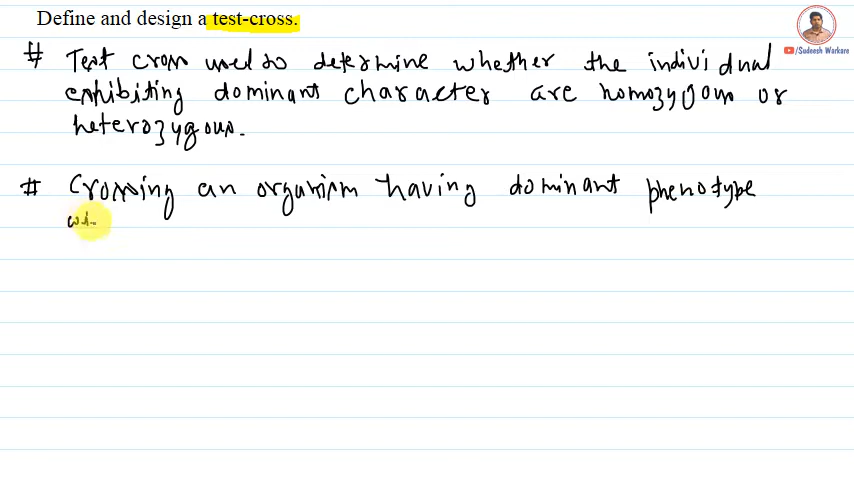 Define and design a test-cross.
/Sudeesh Warkare
# Test cross used to determine whether the individual
exhibiting dominant character are homozygous or
heterozygous.
# Crossing an organism having dominant phenotype
wi